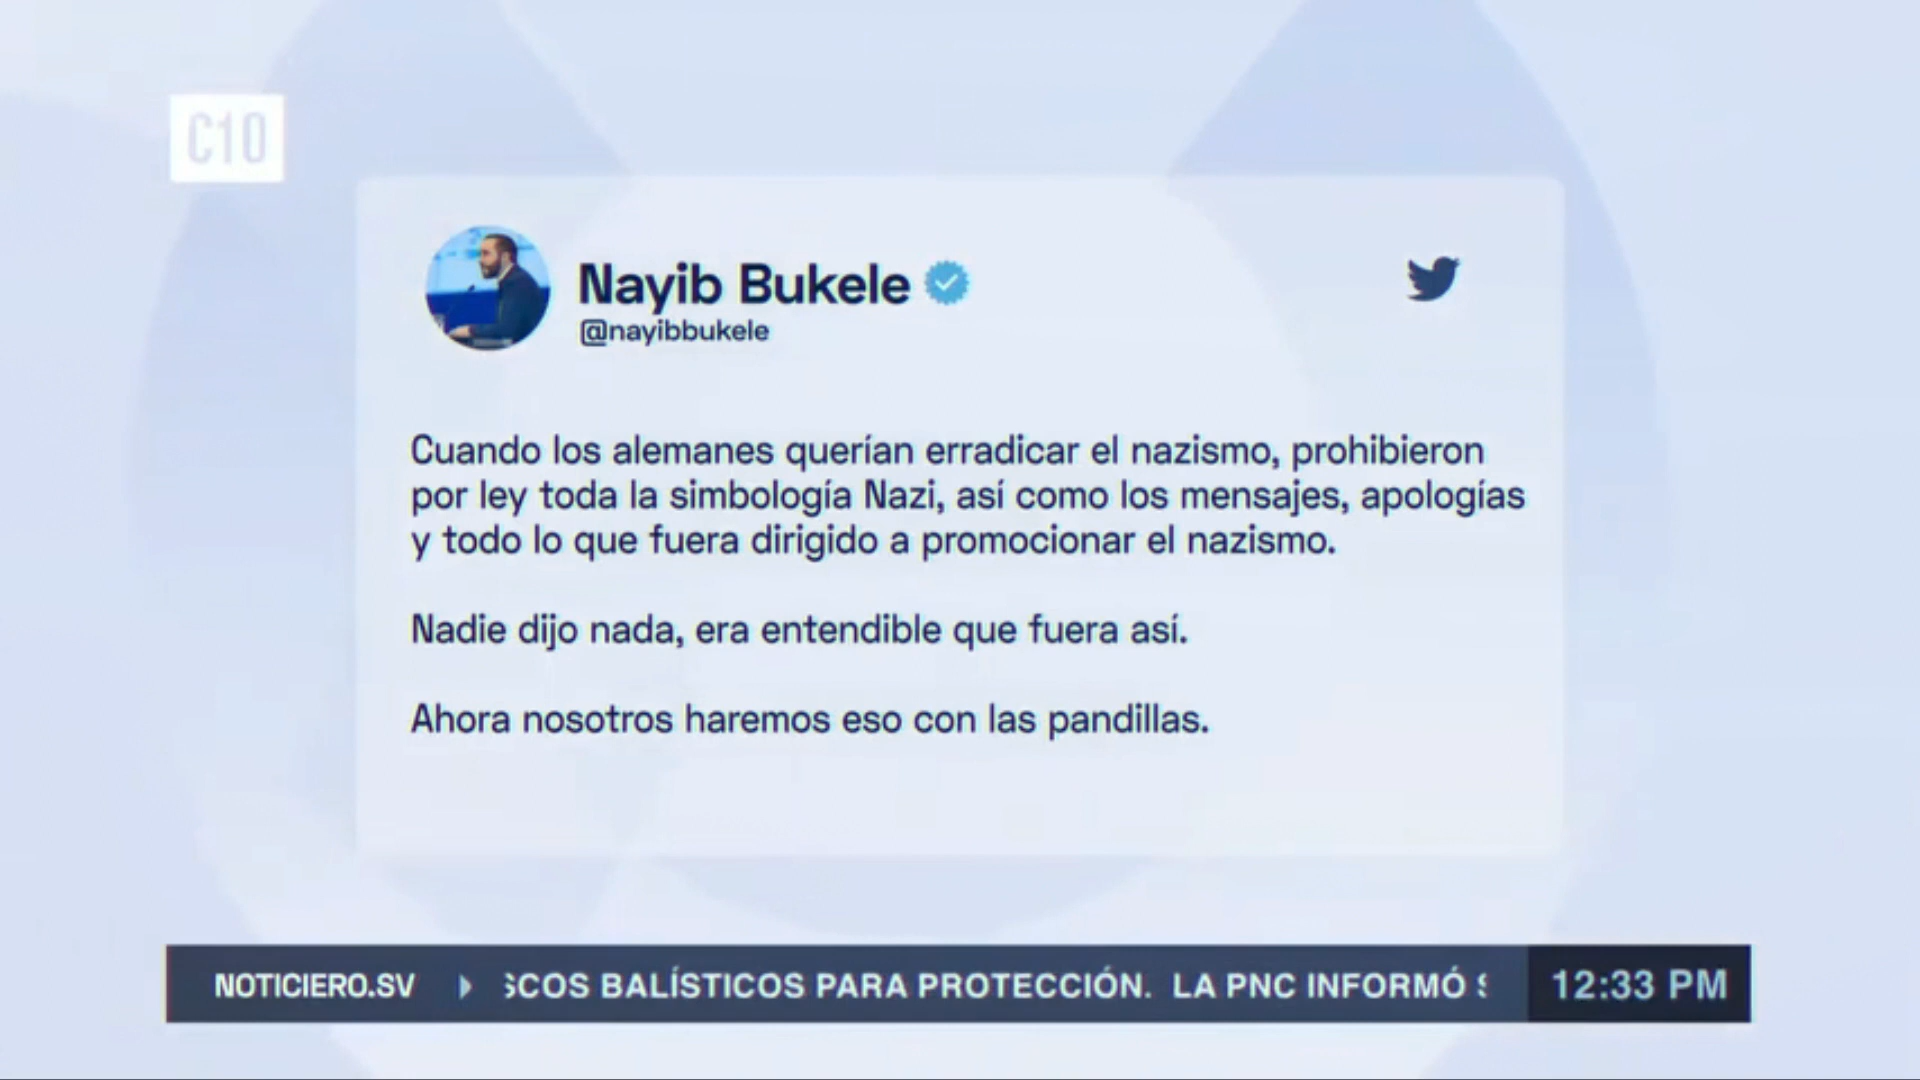 C10
Nayib Bukele
@nayibbukele
Cuando los alemanes querían erradicar el nazismo, prohibieron
por ley toda la simbología Nazi, así como los mensajes, apologías
y todo lo que fuera dirigido a promocionar el nazismo.
Nadie dijo nada, era entendible que fuera así.
Ahora nosotros haremos eso con las pandillas.
NOTICIERO.SV BALÍSTICOS PARA PROTECCIÓN. LA PNC INFORMÓ 12:33 PM